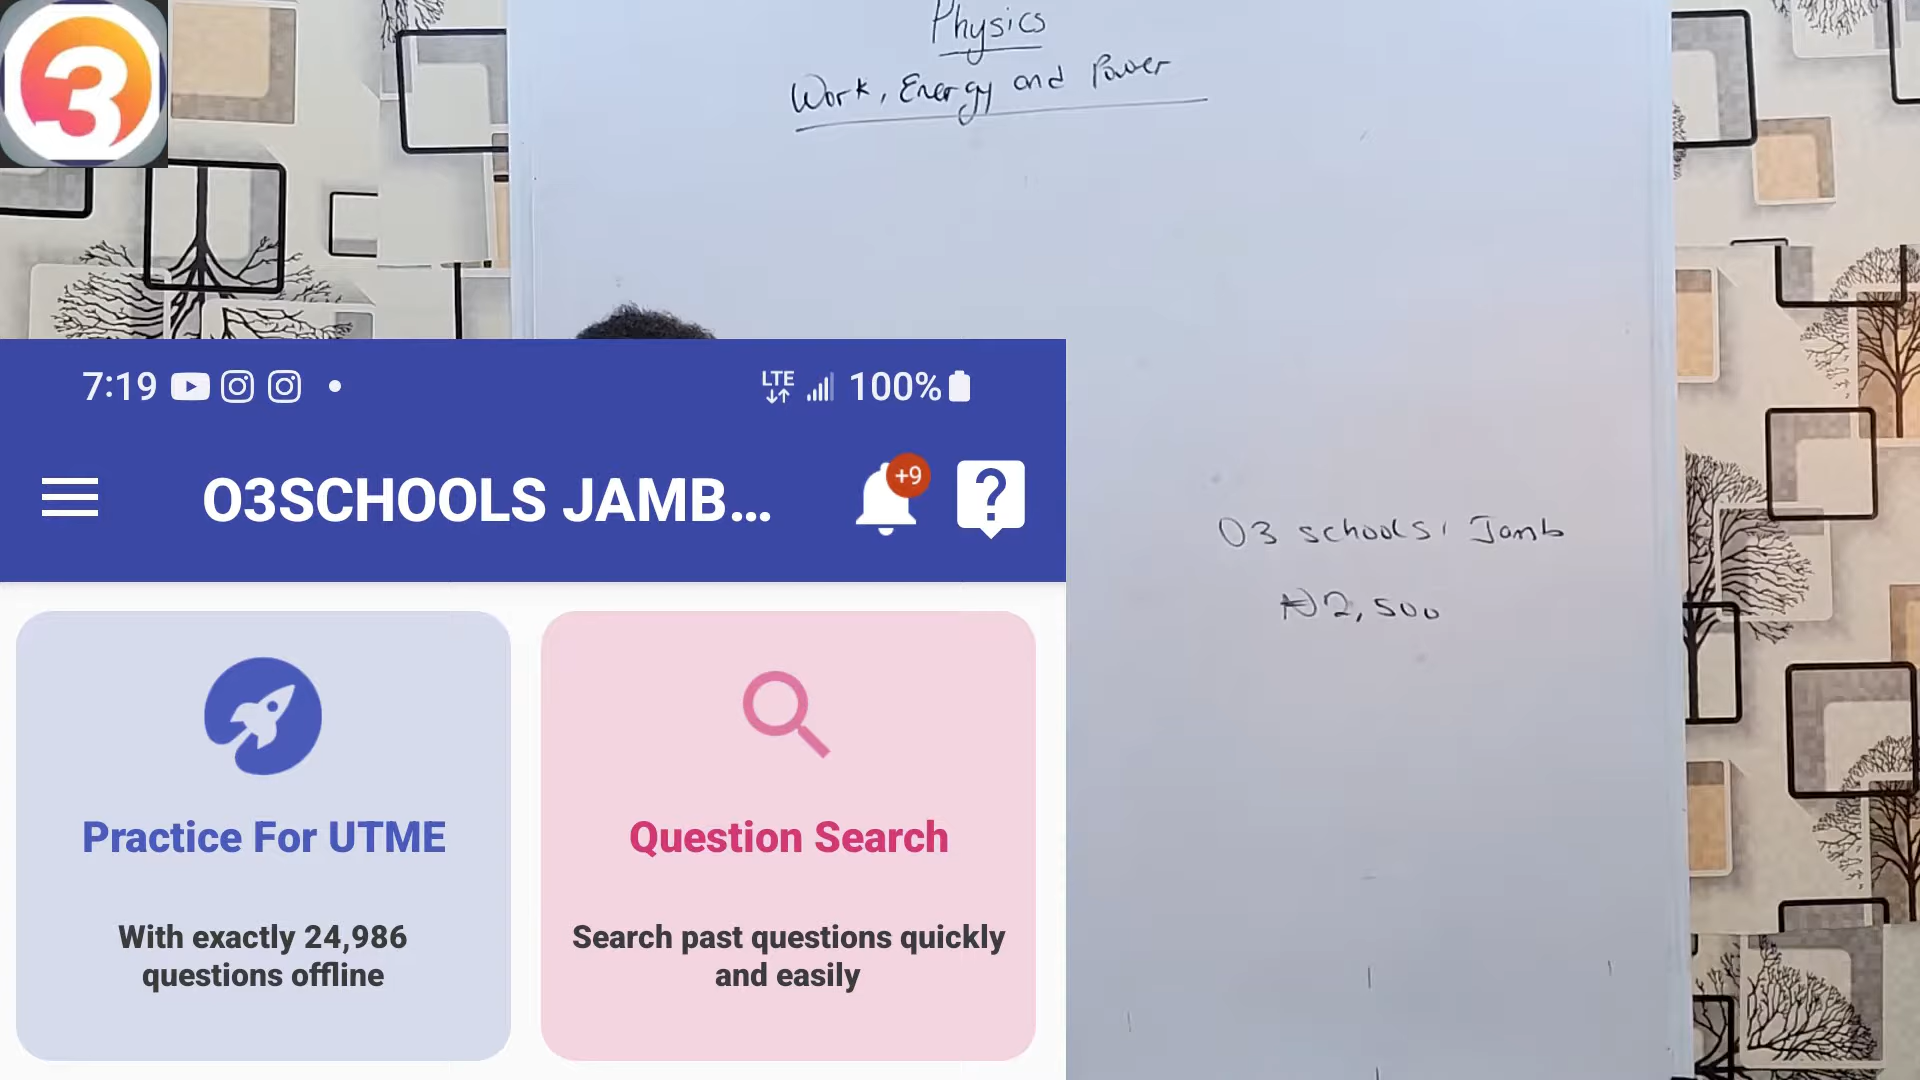 3
Physics
Work, Energy and Power
7:19
LTE
100%
O3SCHOOLS JAMB...
+9
?
Practice For UTME
With exactly 24,986
questions offline
Question Search
Search past questions quickly
and easily
O3 schools, Jamb
₦2,500